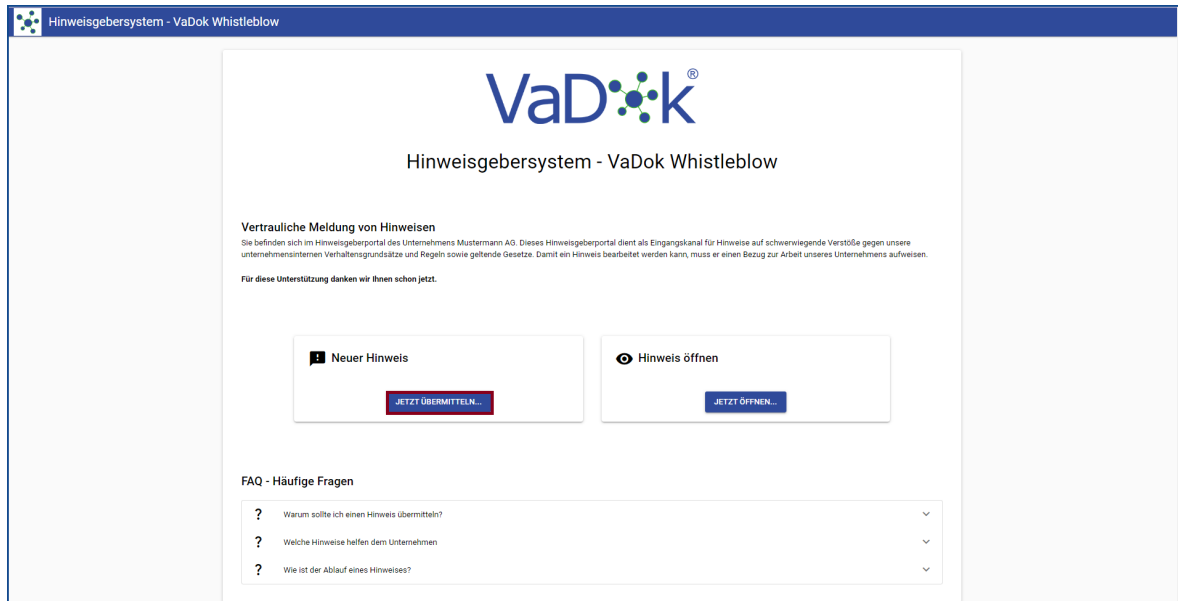 Hinweisgebersystem - VaDok Whistleblow
VaDok®
Hinweisgebersystem - VaDok Whistleblow
Vertrauliche Meldung von Hinweisen
Sie befinden sich im Hinweisgeberportal des Unternehmens Mustermann AG. Dieses Hinweisgeberportal dient als Eingangskanal für Hinweise auf schwerwiegende Verstöße gegen unsere
unternehmensinternen Verhaltensgrundsätze und Regeln sowie geltende Gesetze. Damit ein Hinweis bearbeitet werden kann, muss er einen Bezug zur Arbeit unseres Unternehmens aufweisen.
Für diese Unterstützung danken wir Ihnen schon jetzt.
Neuer Hinweis
JETZT ÜBERMITTELN...
Hinweis öffnen
JETZT ÖFFNEN...
FAQ - Häufige Fragen
? Warum sollte ich einen Hinweis übermitteln?
? Welche Hinweise helfen dem Unternehmen
? Wie ist der Ablauf eines Hinweises?